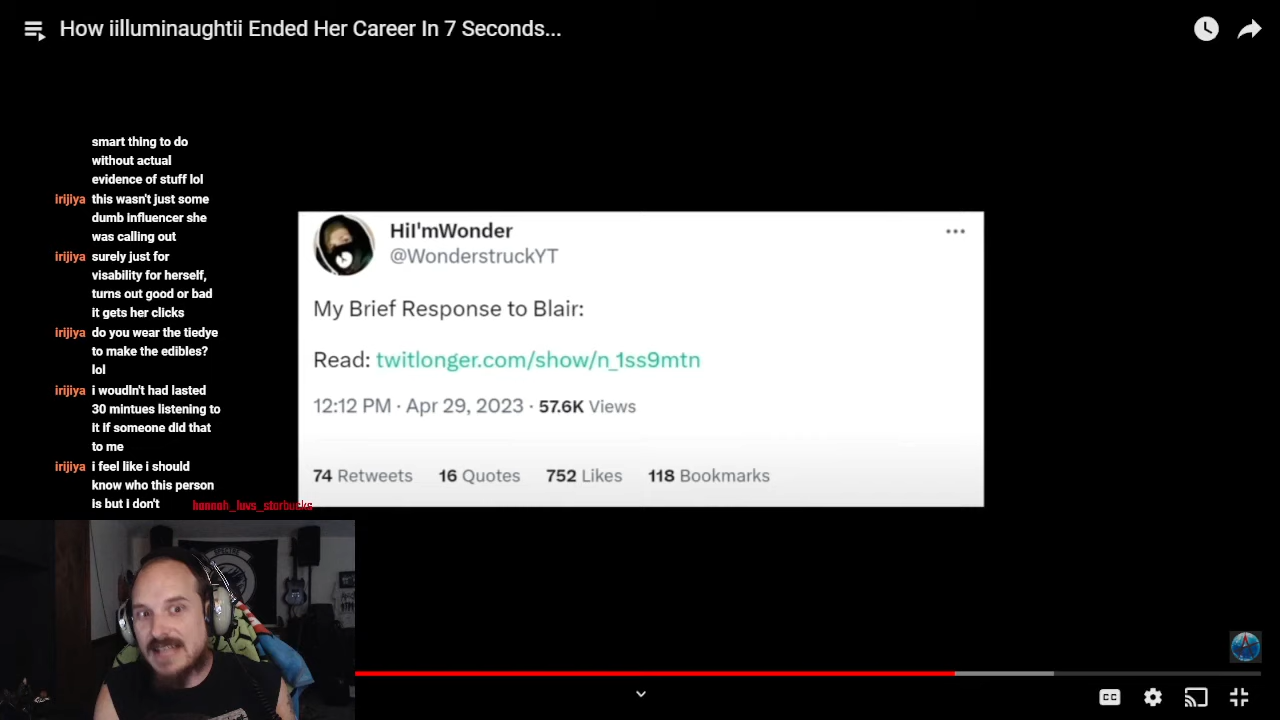 How iilluminaughtii Ended Her Career In 7 Seconds...
smart thing to do
without actual
evidence of stuff lol
irijiya this wasn't just some
dumb influencer she
was calling out
irijiya surely just for
visability for herself,
turns out good or bad
it gets her clicks
irijiya do you wear the tiedye
to make the edibles?
lol
irijiya i woudln't had lasted
30 mintues listening to
it if someone did that
to me
irijiya i feel like i should
know who this person
is but i don't
hannah_luvs_starbucks
HiI'mWonder
@WonderstruckYT
My Brief Response to Blair:
Read: twitlonger.com/show/n_1ss9mtn
12:12 PM · Apr 29, 2023 · 57.6K Views
74 Retweets 16 Quotes 752 Likes 118 Bookmarks
SPECTRE
CC